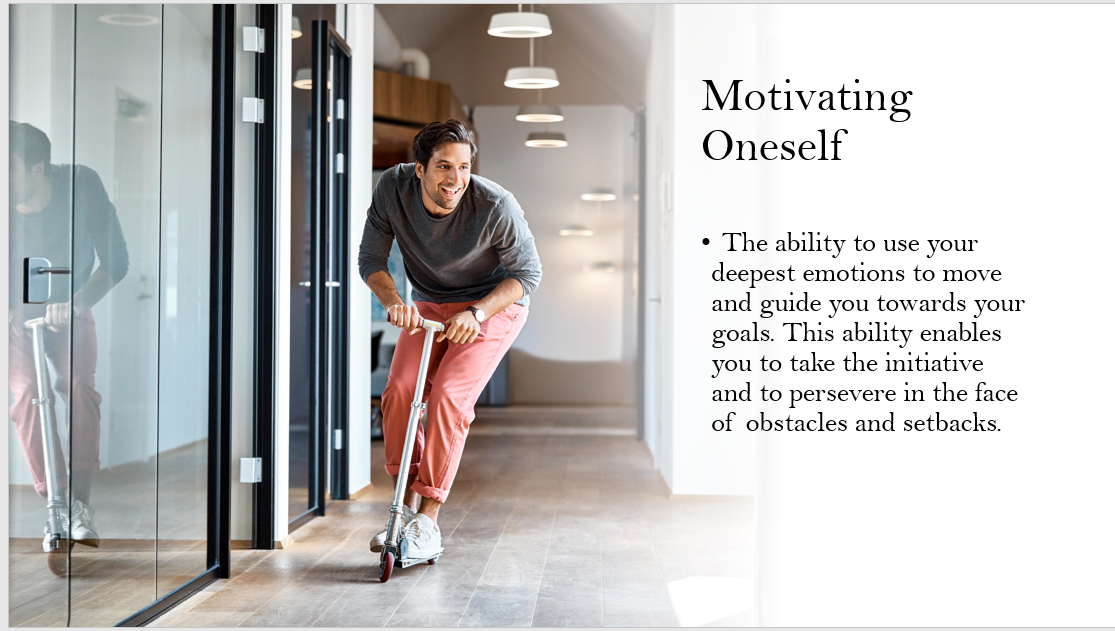 Motivating
Oneself
• The ability to use your
deepest emotions to move
and guide you towards your
goals. This ability enables
you to take the initiative
and to persevere in the face
of obstacles and setbacks.